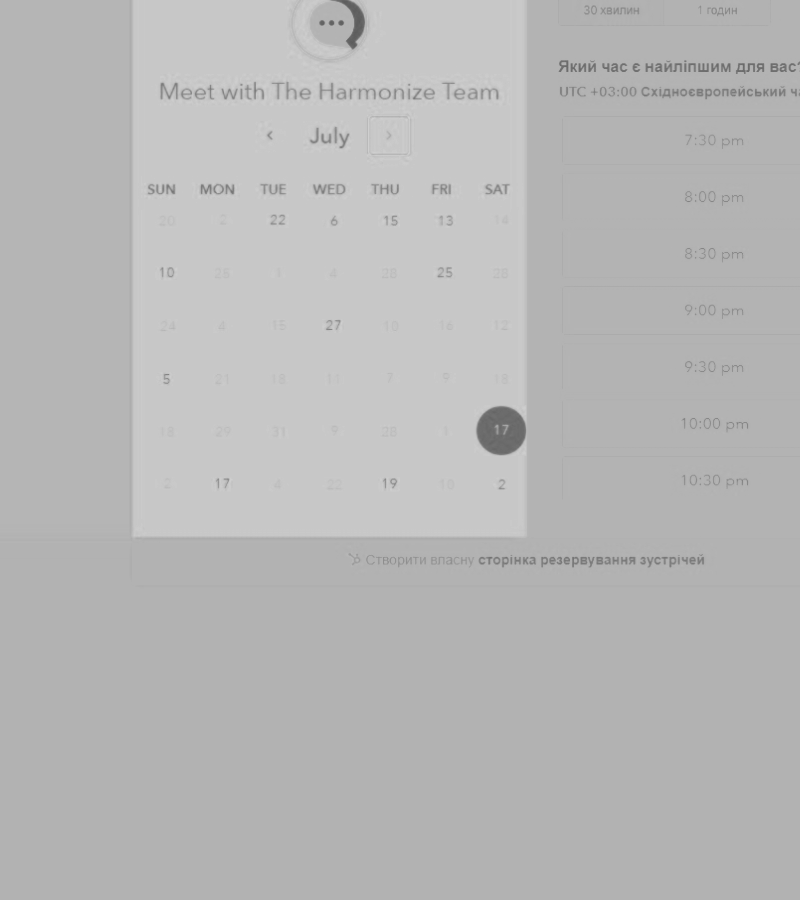 30 хвилин 1 годин
Який час є найліпшим для вас?
UTC +03:00 Східноєвропейський
Meet with The Harmonize Team
July
SUN MON TUE WED THU FRI SAT
20 2 22 6 15 13 14
10 25 1 4 28 25 28
24 4 15 27 10 16 12
5 21 18 11 7 9 18
18 29 31 9 28 1 17
2 17 4 22 19 10 2
7:30 pm
8:00 pm
8:30 pm
9:00 pm
9:30 pm
10:00 pm
10:30 pm
Створити власну сторінка резервування зустрічей